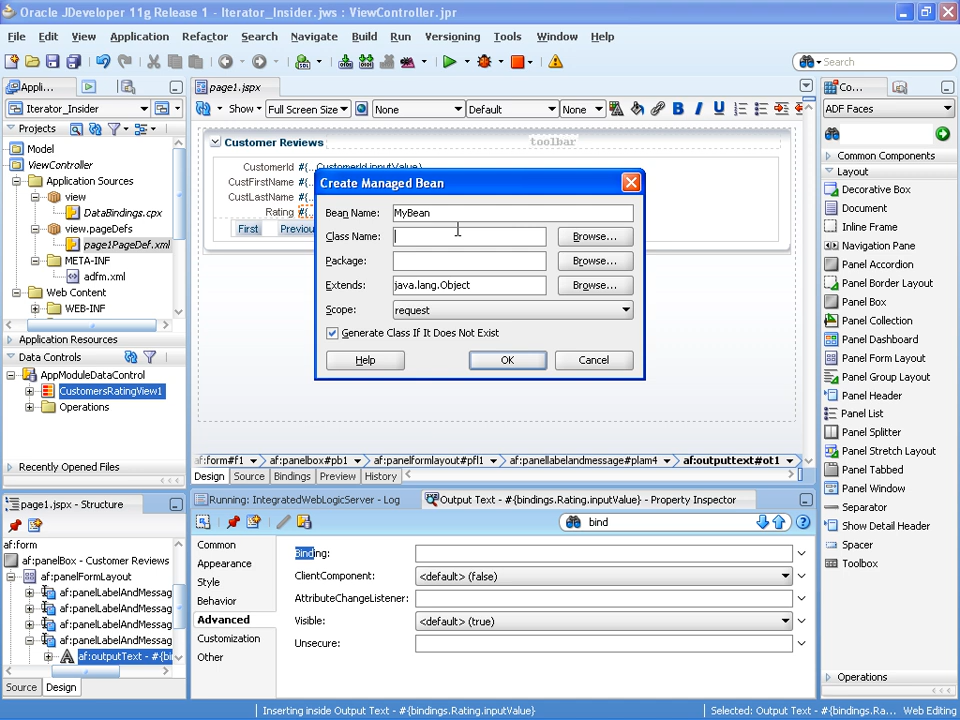 Oracle JDeveloper 11g Release 1 - Iterator_Insider.jws : ViewController.jpr
File Edit View Application Refactor Search Navigate Build Run Versioning Tools Window Help
Search
Appli...
Iterator_Insider
Projects
Model
ViewController
Application Sources
view
DataBindings.cpx
view.pageDefs
page1PageDef.xml
META-INF
adfm.xml
Web Content
WEB-INF
Application Resources
Data Controls
AppModuleDataControl
CustomersRatingView1
Operations
Recently Opened Files
page1.jspx - Structure
af:form
af:panelBox - Customer Reviews
af:panelFormLayout
af:panelLabelAndMessag
af:panelLabelAndMessag
af:panelLabelAndMessag
af:panelLabelAndMessag
af:outputText - #{bi
Source Design
page1.jspx
Show Full Screen Size None Default None
Customer Reviews toolbar
CustomerId #{...CustomerId.inputValue}
CustFirstName #{..
CustLastName #{..
Rating #{..
First Previou
Create Managed Bean
Bean Name: MyBean
Class Name: Browse...
Package: Browse...
Extends: java.lang.Object Browse...
Scope: request
Generate Class If It Does Not Exist
Help OK Cancel
af:form#f1 af:panelbox#pb1 af:panelformlayout#pfl1 af:panellabelandmessage#plam4 af:outputtext#ot1
Design Source Bindings Preview History
Running: IntegratedWebLogicServer - Log Output Text - #{bindings.Rating.inputValue} - Property Inspector
bind
Common
Appearance
Style
Behavior
Advanced
Customization
Other
Binding:
ClientComponent: <default> (false)
AttributeChangeListener:
Visible: <default> (true)
Unsecure:
Co...
ADF Faces
Common Components
Layout
Decorative Box
Document
Inline Frame
Navigation Pane
Panel Accordion
Panel Border Layout
Panel Box
Panel Collection
Panel Dashboard
Panel Form Layout
Panel Group Layout
Panel Header
Panel List
Panel Splitter
Panel Stretch Layout
Panel Tabbed
Panel Window
Separator
Show Detail Header
Spacer
Toolbox
Operations
Inserting inside Output Text - #{bindings.Rating.inputValue} Selected: Output Text - #{bindings.Ra... Web Editing